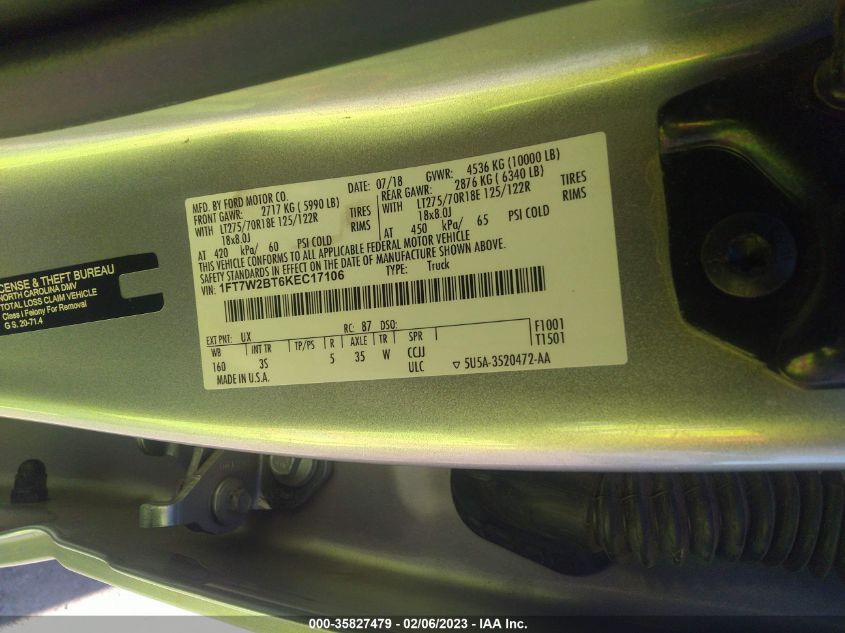 MFD. BY FORD MOTOR CO.
DATE: 07/18 GVWR: 4536 KG (10000 LB)
FRONT GAWR: 2717 KG ( 5990 LB)
REAR GAWR: 2876 KG ( 6340 LB)
WITH LT275/70R18E 125/122R TIRES
WITH LT275/70R18E 125/122R TIRES
18x8.0J RIMS
18x8.0J RIMS
AT 420 kPa/ 60 PSI COLD
AT 450 kPa/ 65 PSI COLD
THIS VEHICLE CONFORMS TO ALL APPLICABLE FEDERAL MOTOR VEHICLE
SAFETY STANDARDS IN EFFECT ON THE DATE OF MANUFACTURE SHOWN ABOVE.
VIN: 1FT7W2BT6KEC17106
TYPE: Truck
EXT PNT: UX RC: 87 DSO: F1001
WB INT TR TP/PS R AXLE TR SPR T1501
160 3S 5 35 W CCJJ
ULC ▽ 5U5A-3520472-AA
MADE IN U.S.A.
CENSE & THEFT BUREAU
NORTH CAROLINA DMV
TOTAL LOSS CLAIM VEHICLE
Class I Felony For Removal
G S. 20-71.4
000-35827479 - 02/06/2023 - IAA Inc.